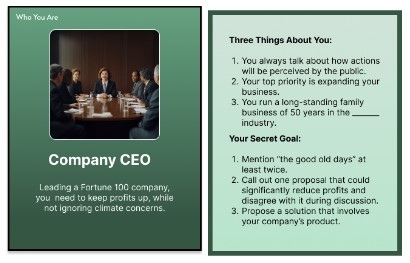 Who You Are
Company CEO
Leading a Fortune 100 company,
you need to keep profits up, while
not ignoring climate concerns.
Three Things About You:
1. You always talk about how actions
will be perceived by the public.
2. Your top priority is expanding your
business.
3. You run a long-standing family
business of 50 years in the ______
industry.
Your Secret Goal:
1. Mention "the good old days" at
least twice.
2. Call out one proposal that could
significantly reduce profits and
disagree with it during discussion.
3. Propose a solution that involves
your company's product.